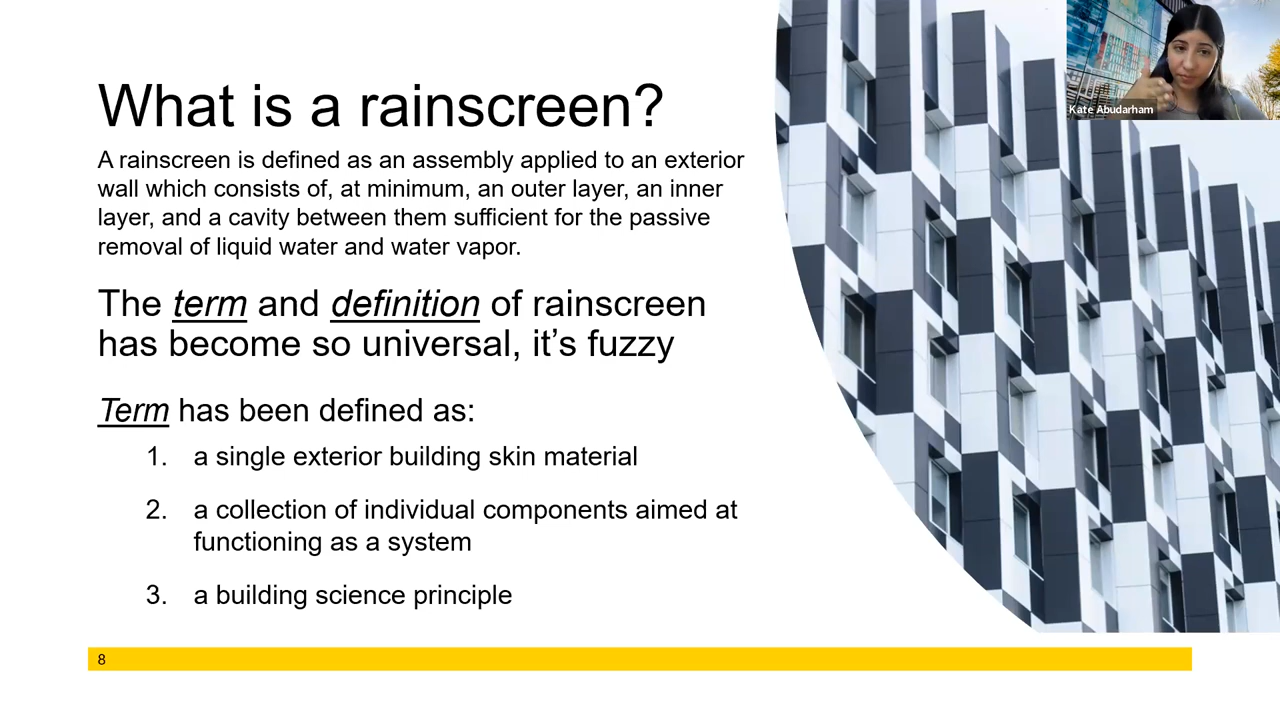 What is a rainscreen?
A rainscreen is defined as an assembly applied to an exterior
wall which consists of, at minimum, an outer layer, an inner
layer, and a cavity between them sufficient for the passive
removal of liquid water and water vapor.
The term and definition of rainscreen
has become so universal, it’s fuzzy
Term has been defined as:
1. a single exterior building skin material
2. a collection of individual components aimed at
functioning as a system
3. a building science principle
8
Kate Abudarham